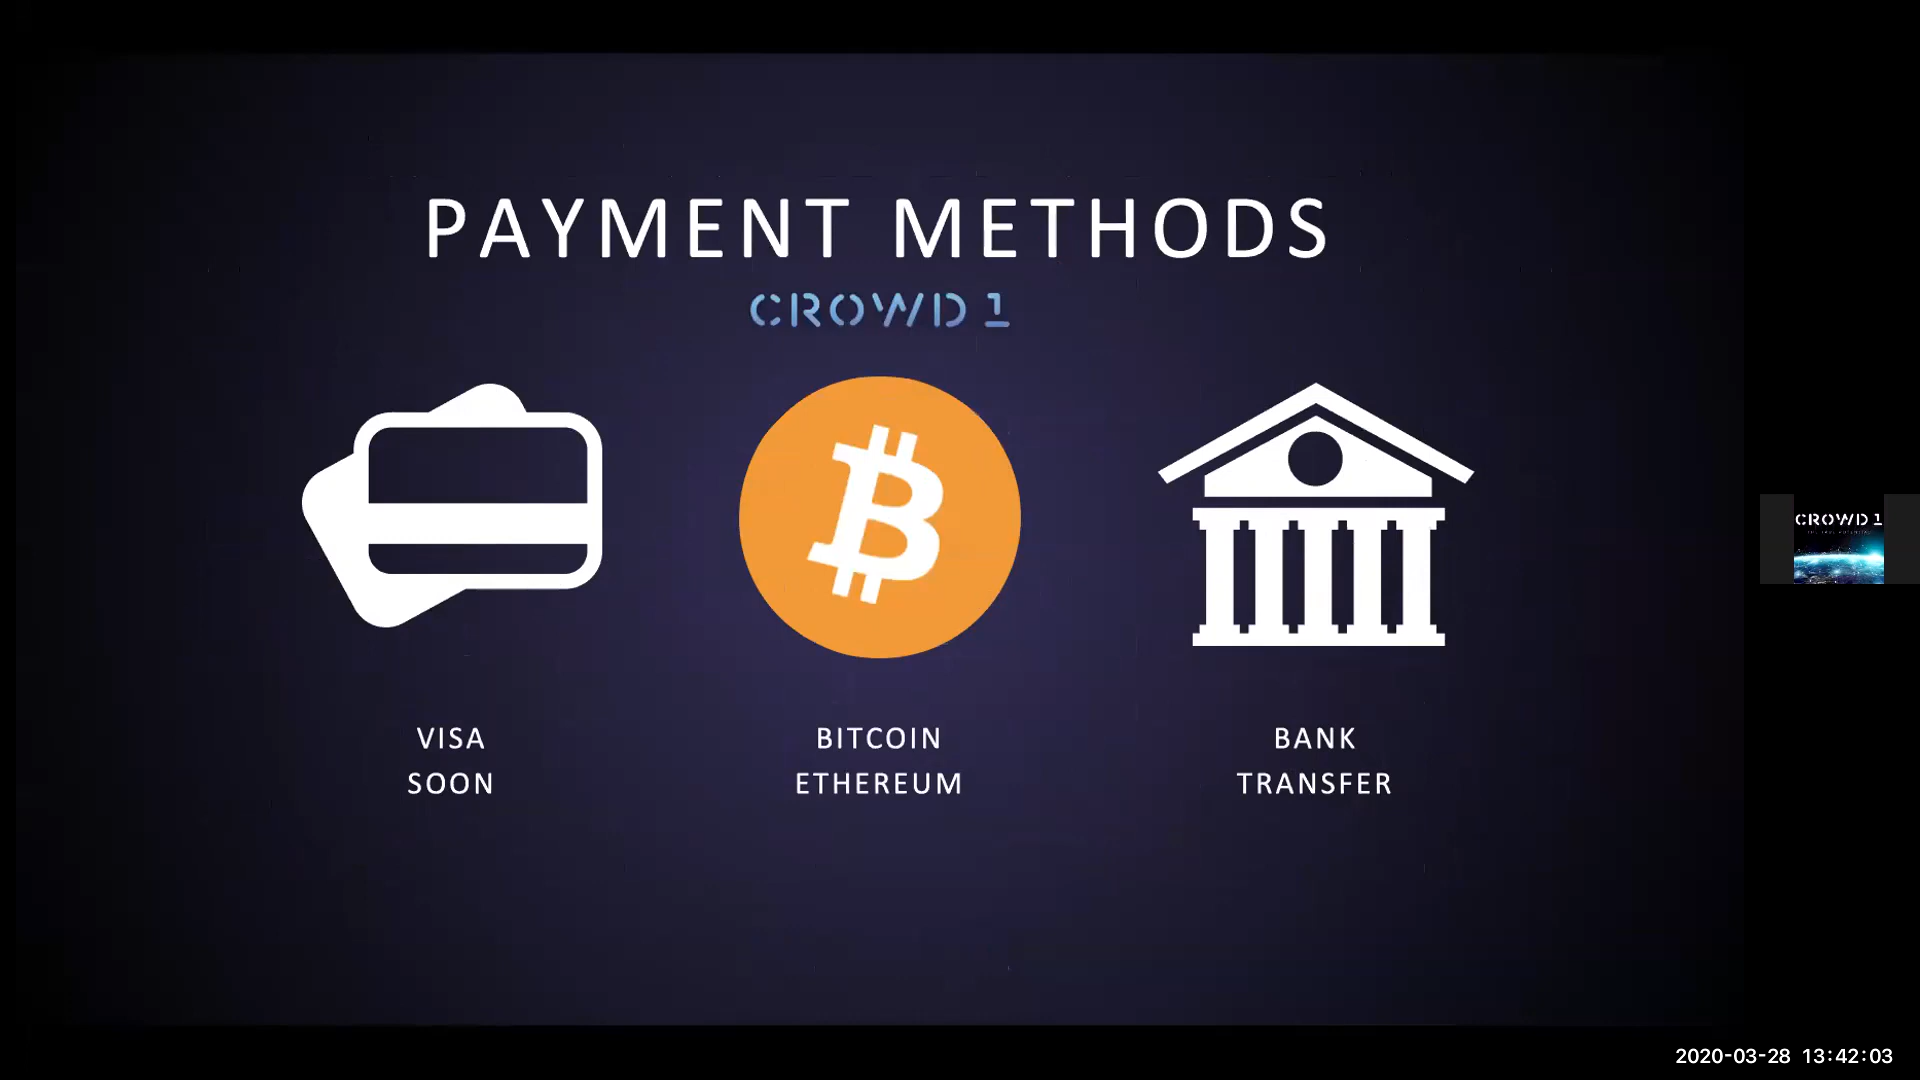 PAYMENT METHODS
CROWD 1
VISA
SOON
BITCOIN
ETHEREUM
BANK
TRANSFER
CROWD 1
2020-03-28 13:42:03